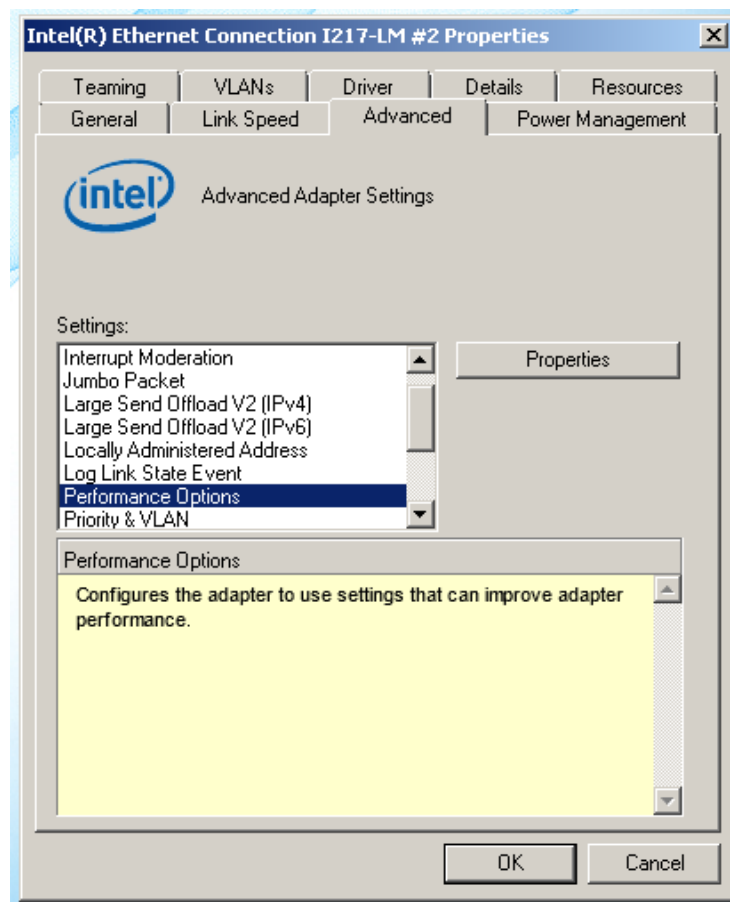 Intel(R) Ethernet Connection I217-LM #2 Properties
Teaming VLANs Driver Details Resources
General Link Speed Advanced Power Management
intel Advanced Adapter Settings
Settings:
Interrupt Moderation
Properties
Jumbo Packet
Large Send Offload V2 (IPv4)
Large Send Offload V2 (IPv6)
Locally Administered Address
Log Link State Event
Performance Options
Priority & VLAN
Performance Options
Configures the adapter to use settings that can improve adapter
performance.
OK Cancel